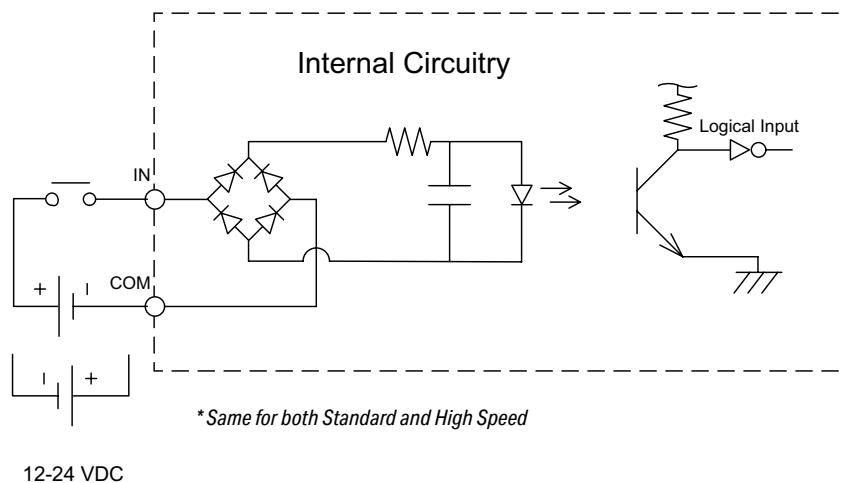 Internal Circuitry
Logical Input
IN
COM
+ −
− +
* Same for both Standard and High Speed
12-24 VDC